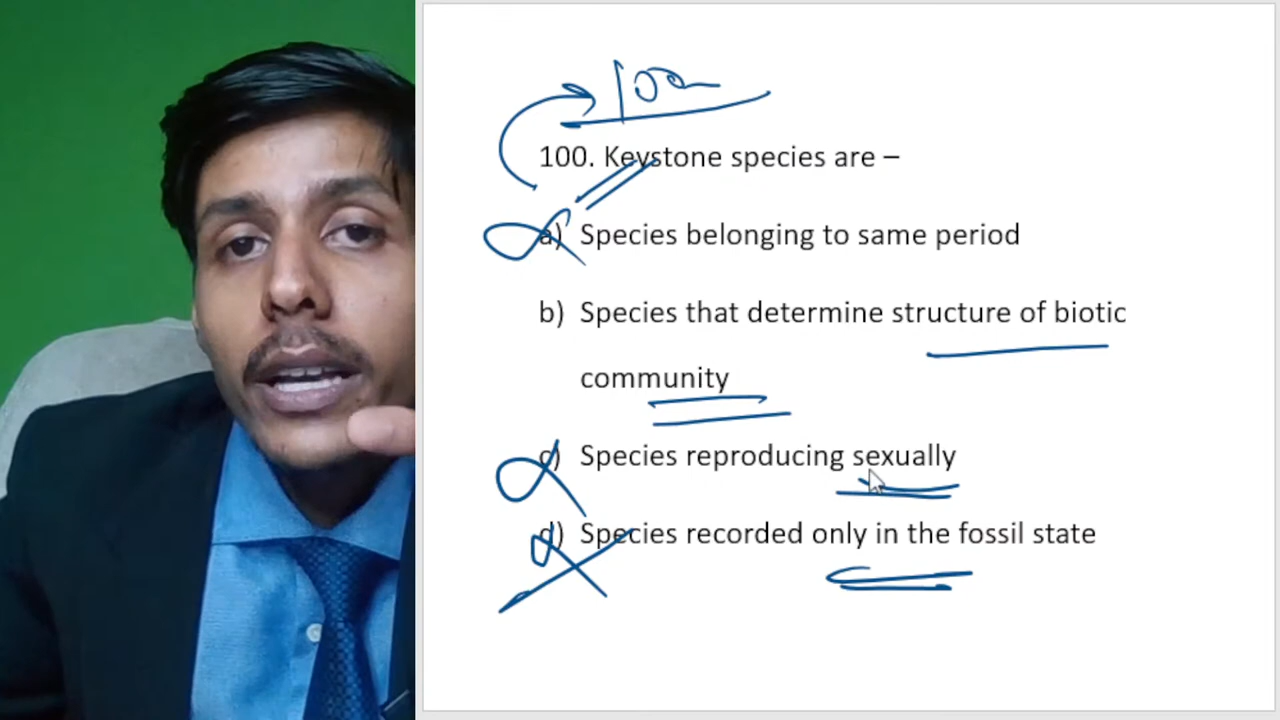 100
100. Keystone species are –
a) Species belonging to same period
b) Species that determine structure of biotic
community
c) Species reproducing sexually
d) Species recorded only in the fossil state